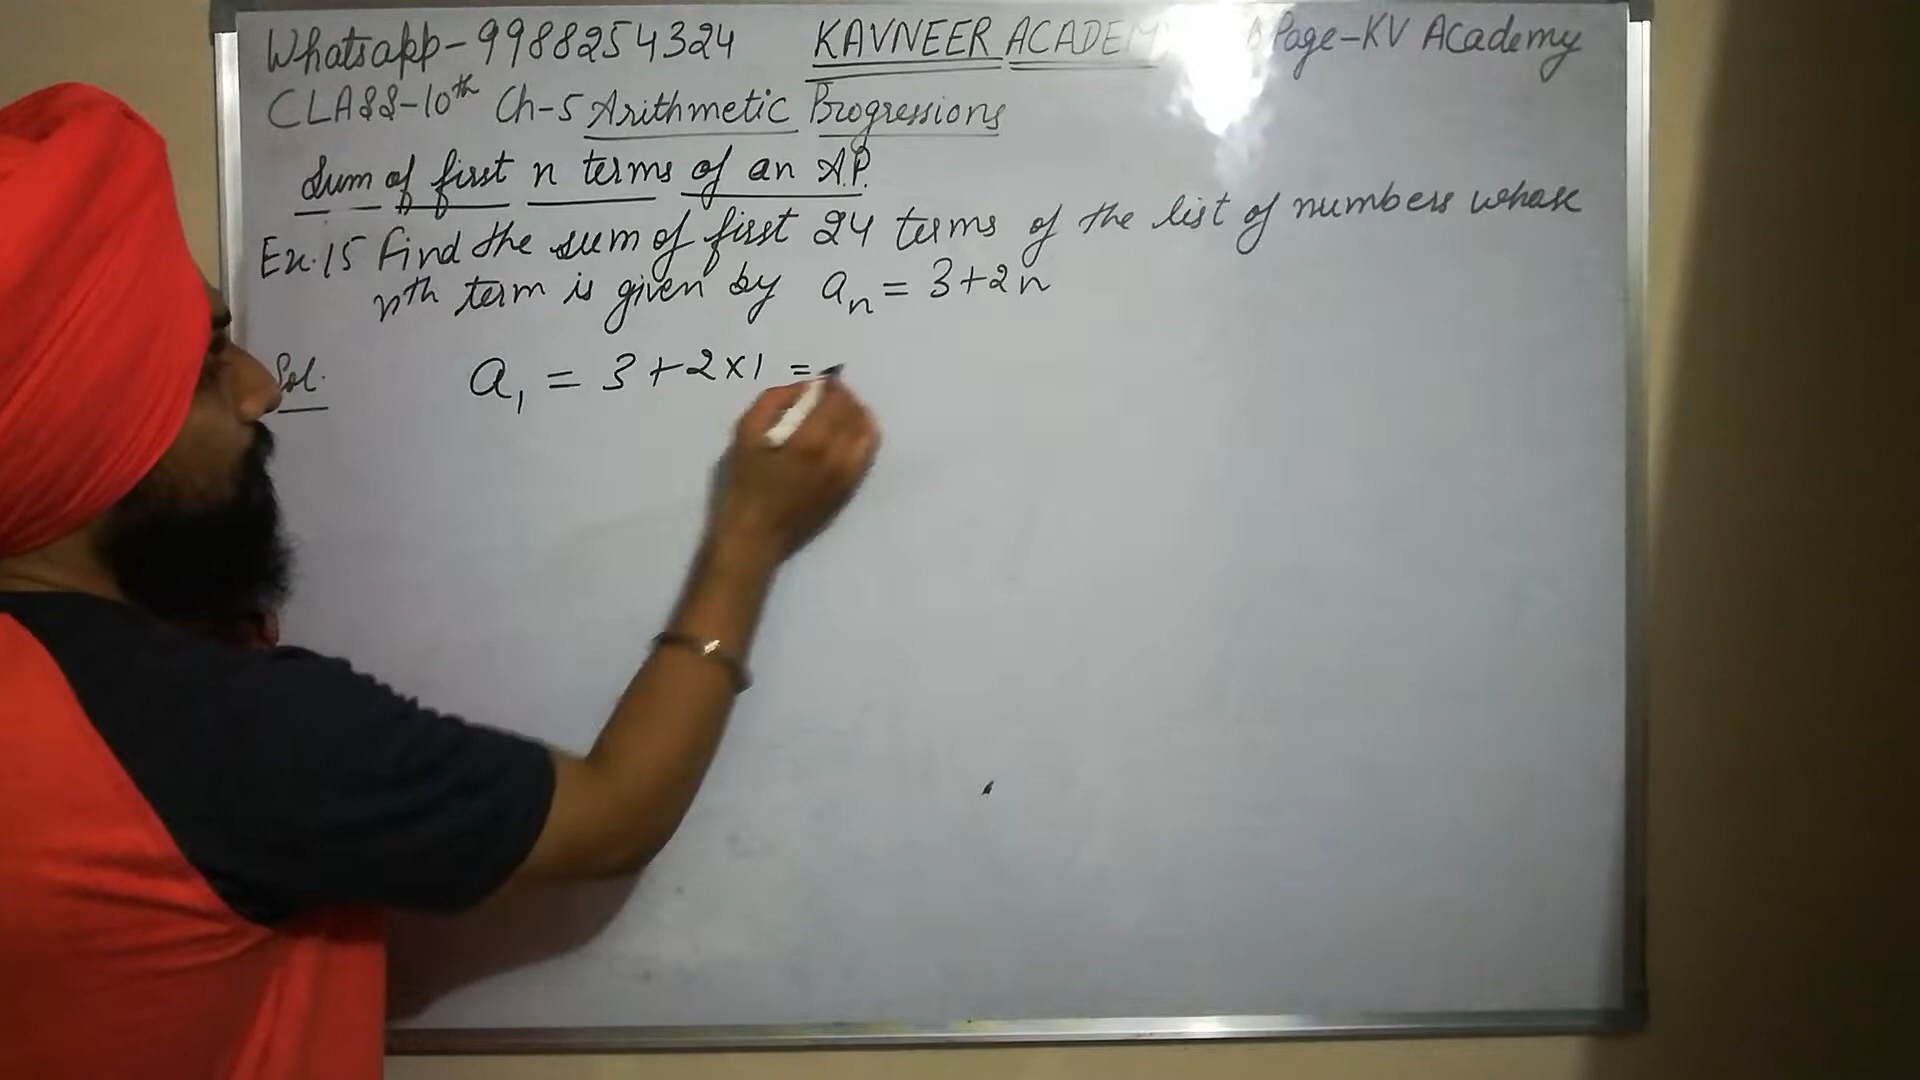 Whatsapp-9988254324 KAVNEER ACADEM Page-KV Academy
CLASS-10th Ch-5 Arithmetic Progressions
Sum of first n terms of an A.P.
Ex.15 Find the sum of first 24 terms of the list of numbers whose
nth term is given by aₙ = 3+2n
Sol. a₁ = 3+2×1 =